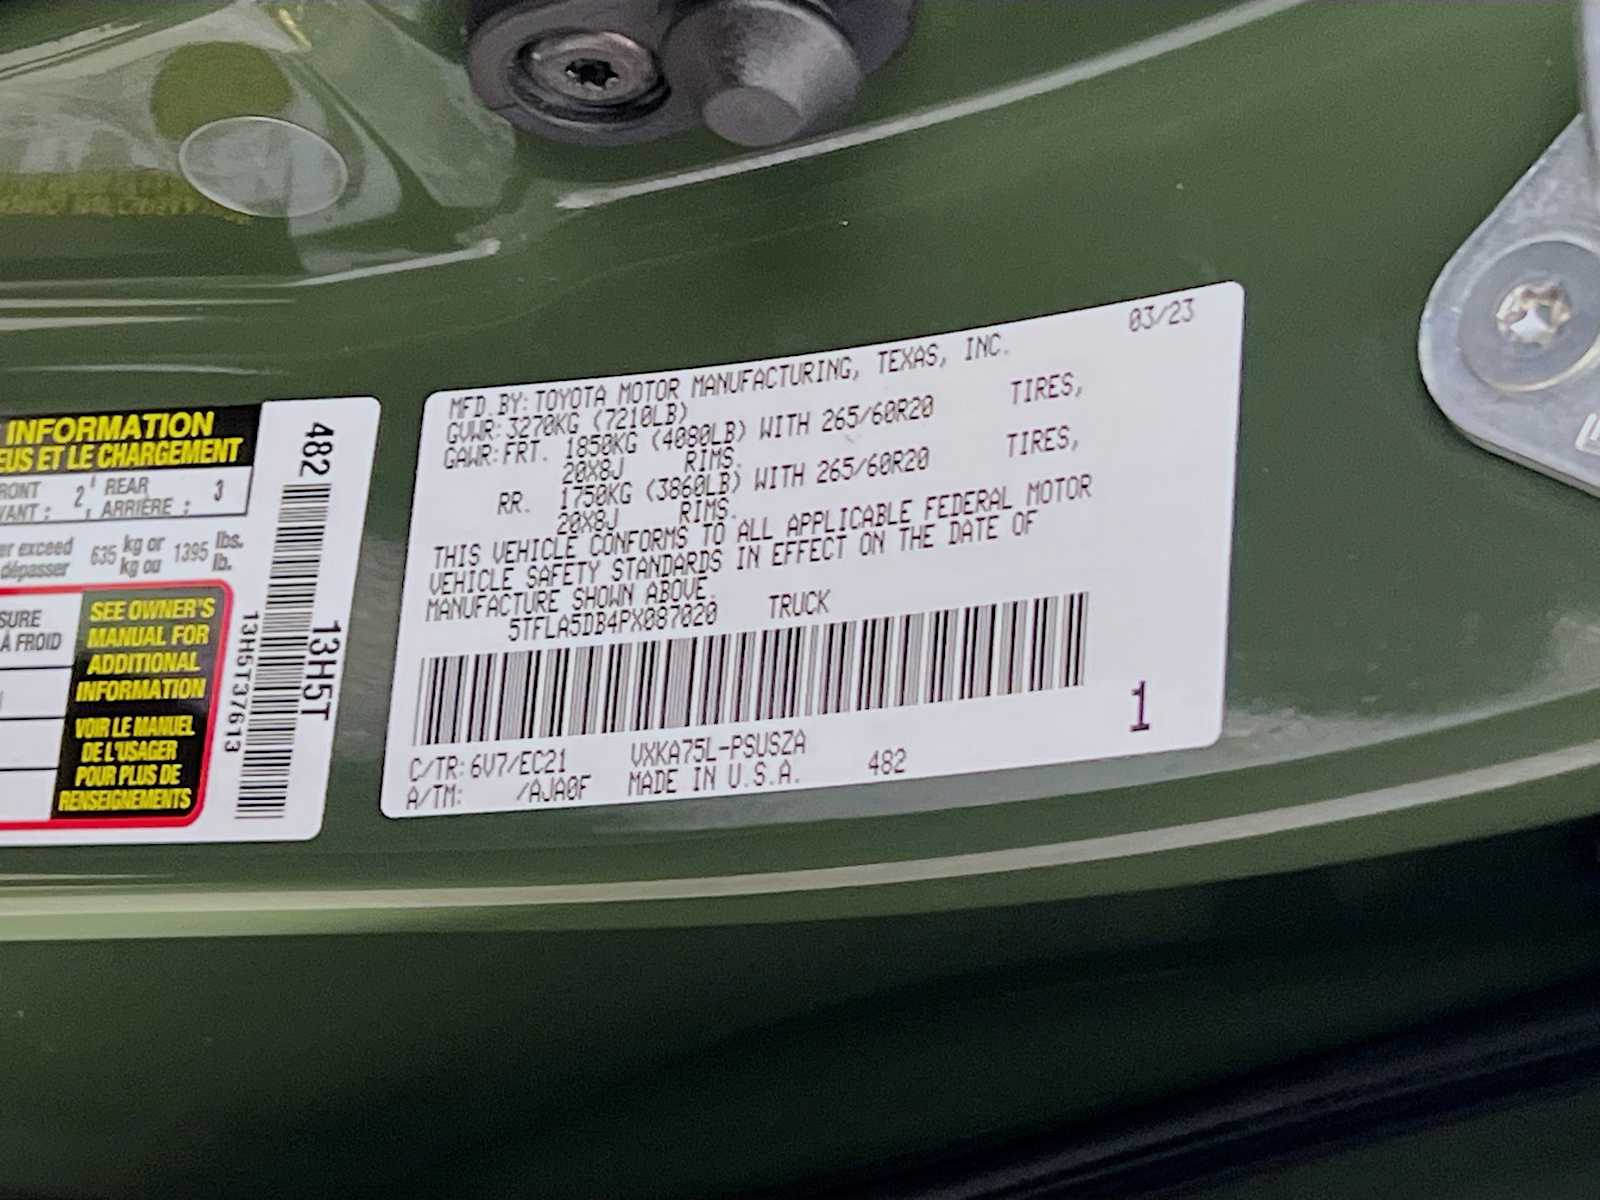 INFORMATION
EUS ET LE CHARGEMENT
RONT 2 REAR 3
VANT : , ARRIÈRE :
er exceed 635 kg or 1395 lbs.
dépasser kg ou lb.
SURE
À FROID
SEE OWNER'S
MANUAL FOR
ADDITIONAL
INFORMATION
VOIR LE MANUEL
DE L'USAGER
POUR PLUS DE
RENSEIGNEMENTS
482
13H5T
13H5T37613
03/23
MFD.BY:TOYOTA MOTOR MANUFACTURING, TEXAS, INC.
GVWR:3270KG (7210LB)
GAWR:FRT. 1850KG (4080LB) WITH 265/60R20 TIRES,
20X8J RIMS.
RR. 1750KG (3860LB) WITH 265/60R20 TIRES,
20X8J RIMS.
THIS VEHICLE CONFORMS TO ALL APPLICABLE FEDERAL MOTOR
VEHICLE SAFETY STANDARDS IN EFFECT ON THE DATE OF
MANUFACTURE SHOWN ABOVE.
5TFLA5DB4PX087020 TRUCK
1
C/TR:6V7/EC21 VXKA75L-PSUSZA
A/TM: /AJA0F MADE IN U.S.A. 482